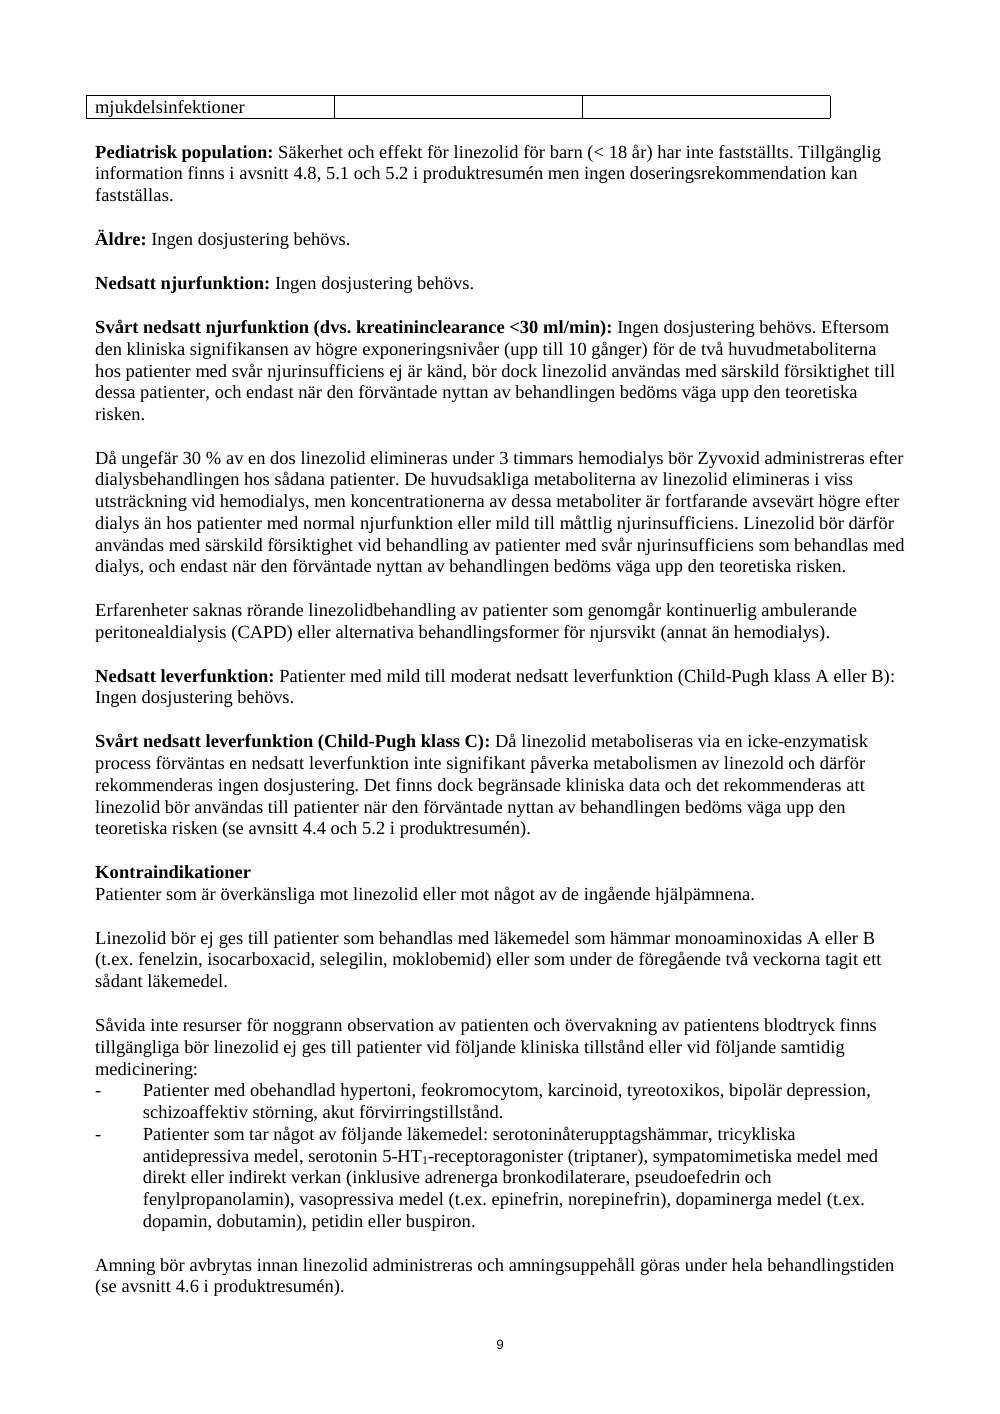 mjukdelsinfektioner
Pediatrisk population: Säkerhet och effekt för linezolid för barn (< 18 år) har inte fastställts. Tillgänglig
information finns i avsnitt 4.8, 5.1 och 5.2 i produktresumén men ingen doseringsrekommendation kan
fastställas.
Äldre: Ingen dosjustering behövs.
Nedsatt njurfunktion: Ingen dosjustering behövs.
Svårt nedsatt njurfunktion (dvs. kreatininclearance <30 ml/min): Ingen dosjustering behövs. Eftersom
den kliniska signifikansen av högre exponeringsnivåer (upp till 10 gånger) för de två huvudmetaboliterna
hos patienter med svår njurinsufficiens ej är känd, bör dock linezolid användas med särskild försiktighet till
dessa patienter, och endast när den förväntade nyttan av behandlingen bedöms väga upp den teoretiska
risken.
Då ungefär 30 % av en dos linezolid elimineras under 3 timmars hemodialys bör Zyvoxid administreras efter
dialysbehandlingen hos sådana patienter. De huvudsakliga metaboliterna av linezolid elimineras i viss
utsträckning vid hemodialys, men koncentrationerna av dessa metaboliter är fortfarande avsevärt högre efter
dialys än hos patienter med normal njurfunktion eller mild till måttlig njurinsufficiens. Linezolid bör därför
användas med särskild försiktighet vid behandling av patienter med svår njurinsufficiens som behandlas med
dialys, och endast när den förväntade nyttan av behandlingen bedöms väga upp den teoretiska risken.
Erfarenheter saknas rörande linezolidbehandling av patienter som genomgår kontinuerlig ambulerande
peritonealdialysis (CAPD) eller alternativa behandlingsformer för njursvikt (annat än hemodialys).
Nedsatt leverfunktion: Patienter med mild till moderat nedsatt leverfunktion (Child-Pugh klass A eller B):
Ingen dosjustering behövs.
Svårt nedsatt leverfunktion (Child-Pugh klass C): Då linezolid metaboliseras via en icke-enzymatisk
process förväntas en nedsatt leverfunktion inte signifikant påverka metabolismen av linezold och därför
rekommenderas ingen dosjustering. Det finns dock begränsade kliniska data och det rekommenderas att
linezolid bör användas till patienter när den förväntade nyttan av behandlingen bedöms väga upp den
teoretiska risken (se avnsitt 4.4 och 5.2 i produktresumén).
Kontraindikationer
Patienter som är överkänsliga mot linezolid eller mot något av de ingående hjälpämnena.
Linezolid bör ej ges till patienter som behandlas med läkemedel som hämmar monoaminoxidas A eller B
(t.ex. fenelzin, isocarboxacid, selegilin, moklobemid) eller som under de föregående två veckorna tagit ett
sådant läkemedel.
Såvida inte resurser för noggrann observation av patienten och övervakning av patientens blodtryck finns
tillgängliga bör linezolid ej ges till patienter vid följande kliniska tillstånd eller vid följande samtidig
medicinering:
- Patienter med obehandlad hypertoni, feokromocytom, karcinoid, tyreotoxikos, bipolär depression,
schizoaffektiv störning, akut förvirringstillstånd.
- Patienter som tar något av följande läkemedel: serotoninåterupptagshämmar, tricykliska
antidepressiva medel, serotonin 5-HT₁-receptoragonister (triptaner), sympatomimetiska medel med
direkt eller indirekt verkan (inklusive adrenerga bronkodilaterare, pseudoefedrin och
fenylpropanolamin), vasopressiva medel (t.ex. epinefrin, norepinefrin), dopaminerga medel (t.ex.
dopamin, dobutamin), petidin eller buspiron.
Amning bör avbrytas innan linezolid administreras och amningsuppehåll göras under hela behandlingstiden
(se avsnitt 4.6 i produktresumén).
9